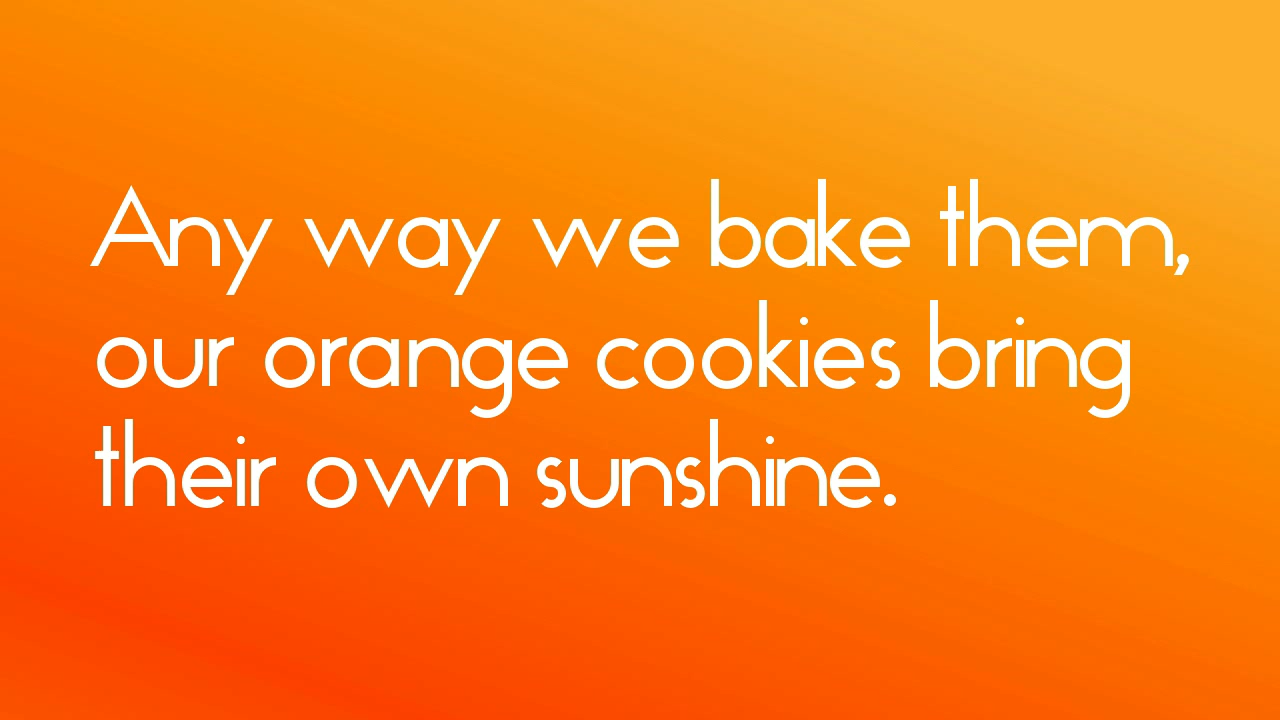 Any way we bake them,
our orange cookies bring
their own sunshine.